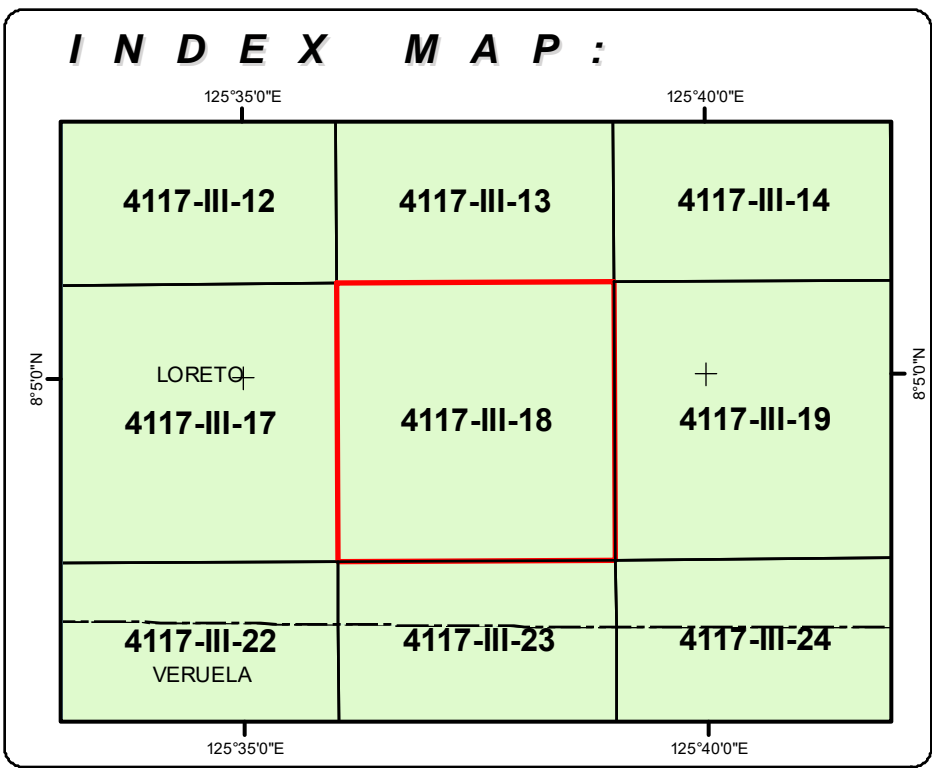 INDEX MAP:
125°35'0"E 125°40'0"E
4117-III-12 4117-III-13 4117-III-14
8°5'0"N LORETO 8°5'0"N
4117-III-17 4117-III-18 4117-III-19
4117-III-22 4117-III-23 4117-III-24
VERUELA
125°35'0"E 125°40'0"E